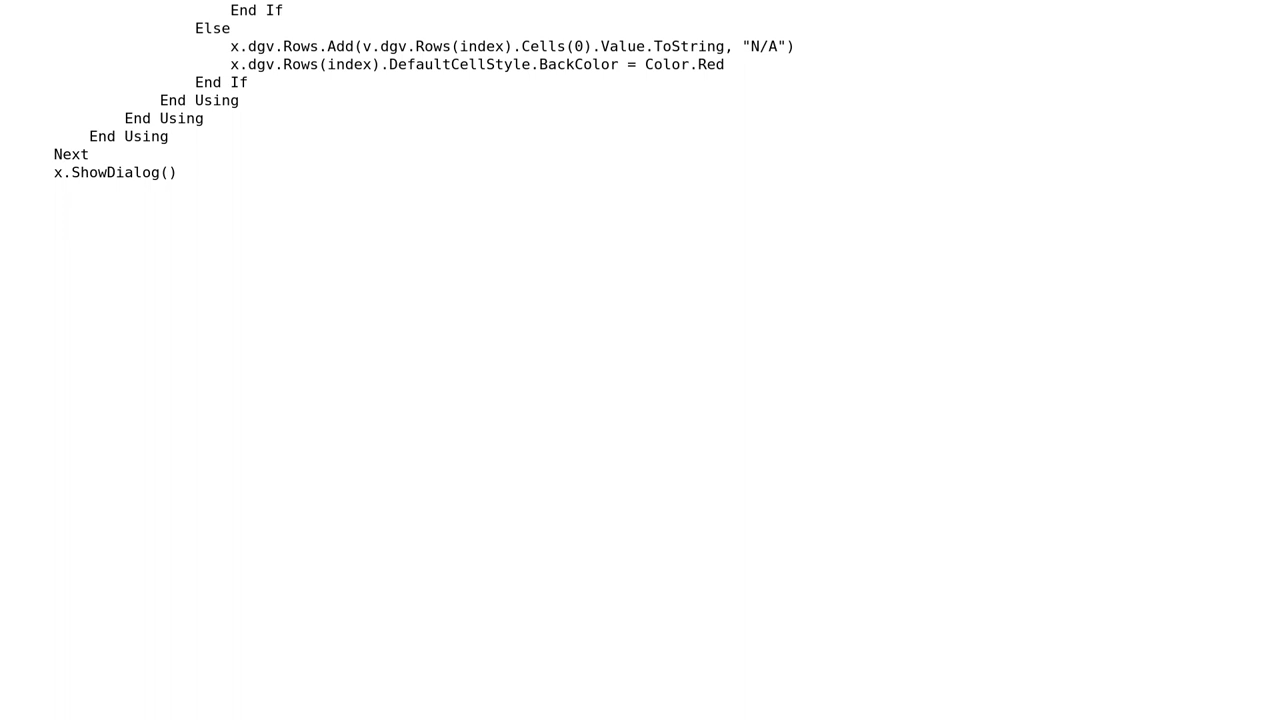 End If
Else
x.dgv.Rows.Add(v.dgv.Rows(index).Cells(0).Value.ToString, "N/A")
x.dgv.Rows(index).DefaultCellStyle.BackColor = Color.Red
End If
End Using
End Using
End Using
Next
x.ShowDialog()